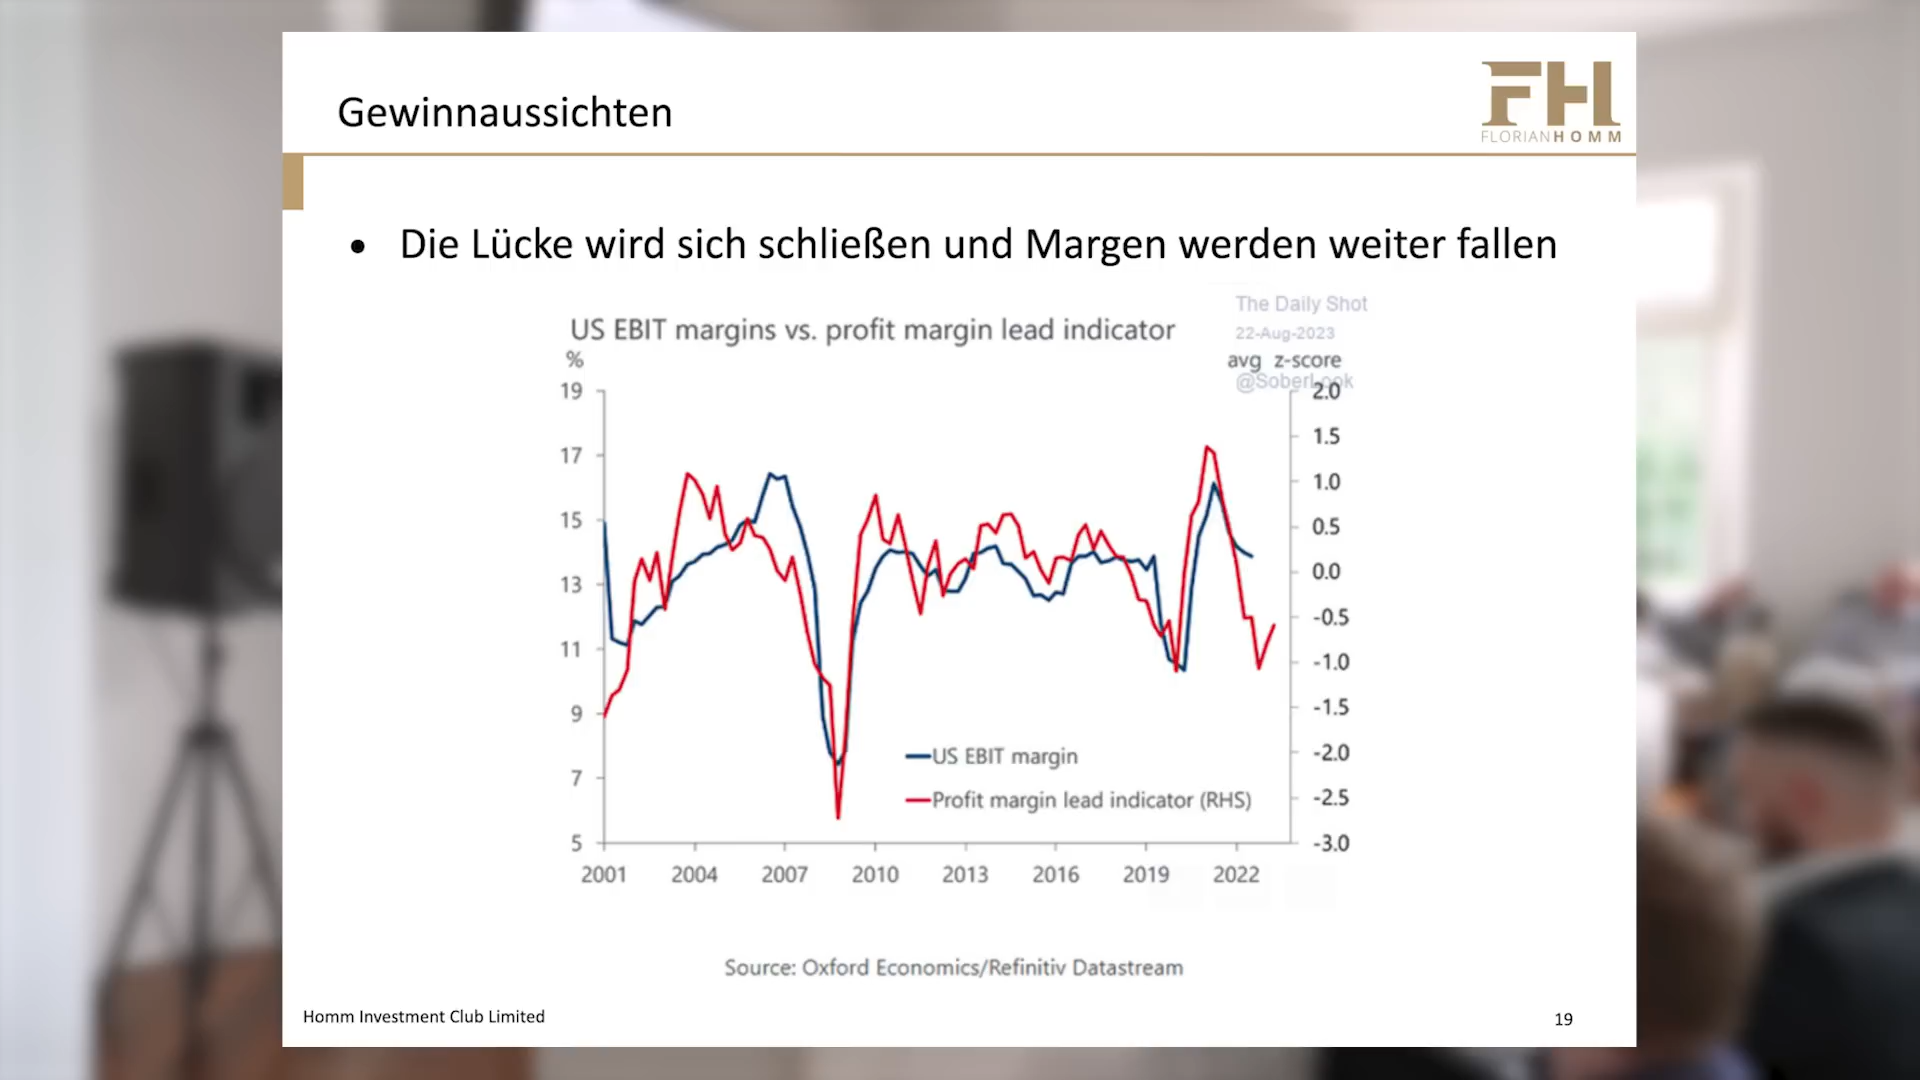 Gewinnaussichten
FH
FLORIANHOMM
• Die Lücke wird sich schließen und Margen werden weiter fallen
The Daily Shot
22-Aug-2023
@SoberLook
US EBIT margins vs. profit margin lead indicator
%
avg z-score
19
17
15
13
11
9
7
5
2.0
1.5
1.0
0.5
0.0
-0.5
-1.0
-1.5
-2.0
-2.5
-3.0
US EBIT margin
Profit margin lead indicator (RHS)
2001 2004 2007 2010 2013 2016 2019 2022
Source: Oxford Economics/Refinitiv Datastream
Homm Investment Club Limited
19